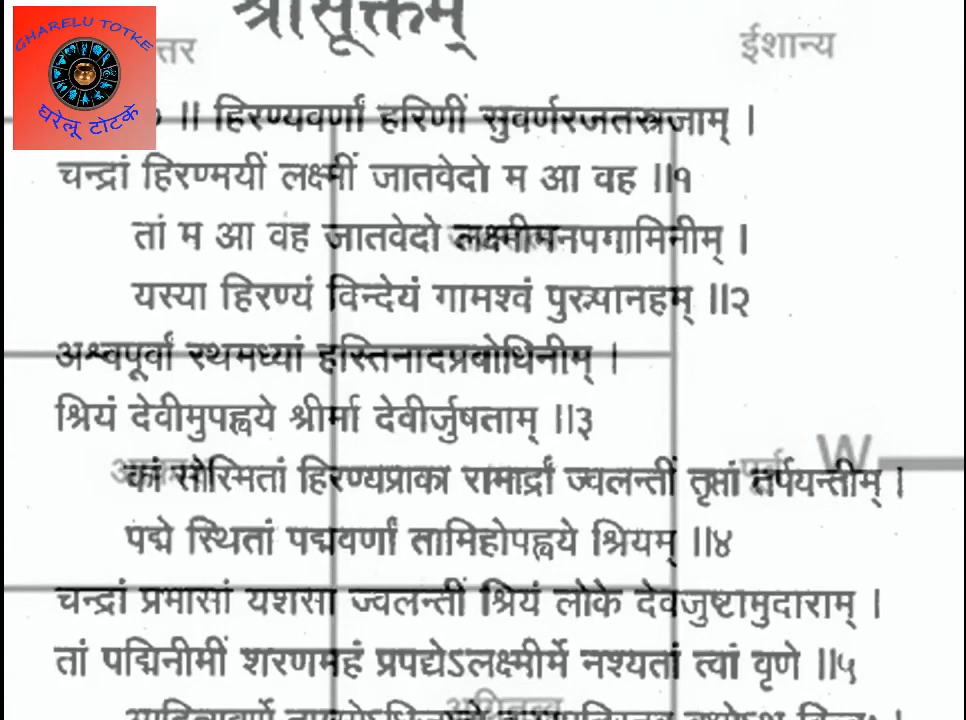 श्रीसूक्तम्
GHARELU TOTKE
घरेलू टोटके
त्तर
ईशान्य
॥ हिरण्यवर्णां हरिणीं सुवर्णरजतस्त्रजाम् ।
चन्द्रां हिरण्मयीं लक्ष्मीं जातवेदो म आ वह ॥१
तां म आ वह जातवेदो लक्ष्मीमनपगामिनीम् ।
यस्या हिरण्यं विन्देयं गामश्वं पुरुषानहम् ॥२
अश्वपूर्वां रथमध्यां हस्तिनादप्रबोधिनीम् ।
श्रियं देवीमुपह्वये श्रीर्मा देवीर्जुषताम् ॥३
कां सोस्मितां हिरण्यप्राका रामार्द्रां ज्वलन्तीं तृप्तां तर्पयन्तीम् ।
W
पद्मे स्थितां पद्मवर्णां तामिहोपह्वये श्रियम् ॥४
चन्द्रां प्रभासां यशसा ज्वलन्तीं श्रियं लोके देवजुष्टामुदाराम् ।
तां पद्मिनीमीं शरणमहं प्रपद्येऽलक्ष्मीर्मे नश्यतां त्वां वृणे ॥५